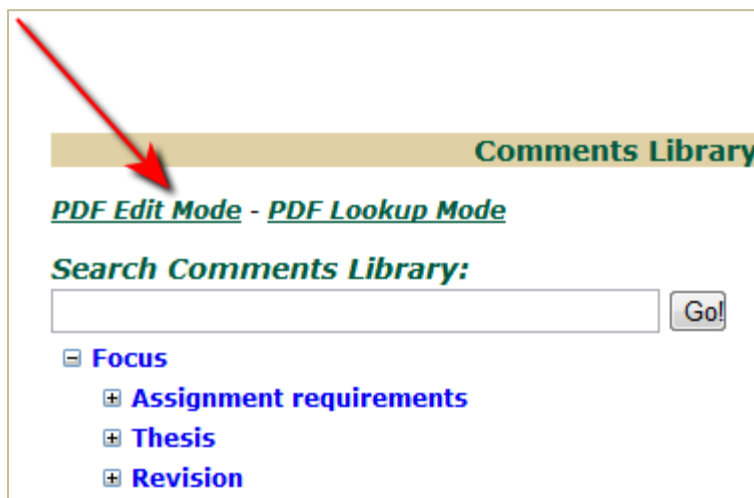 Comments Library
PDF Edit Mode - PDF Lookup Mode
Search Comments Library:
Go!
Focus
Assignment requirements
Thesis
Revision